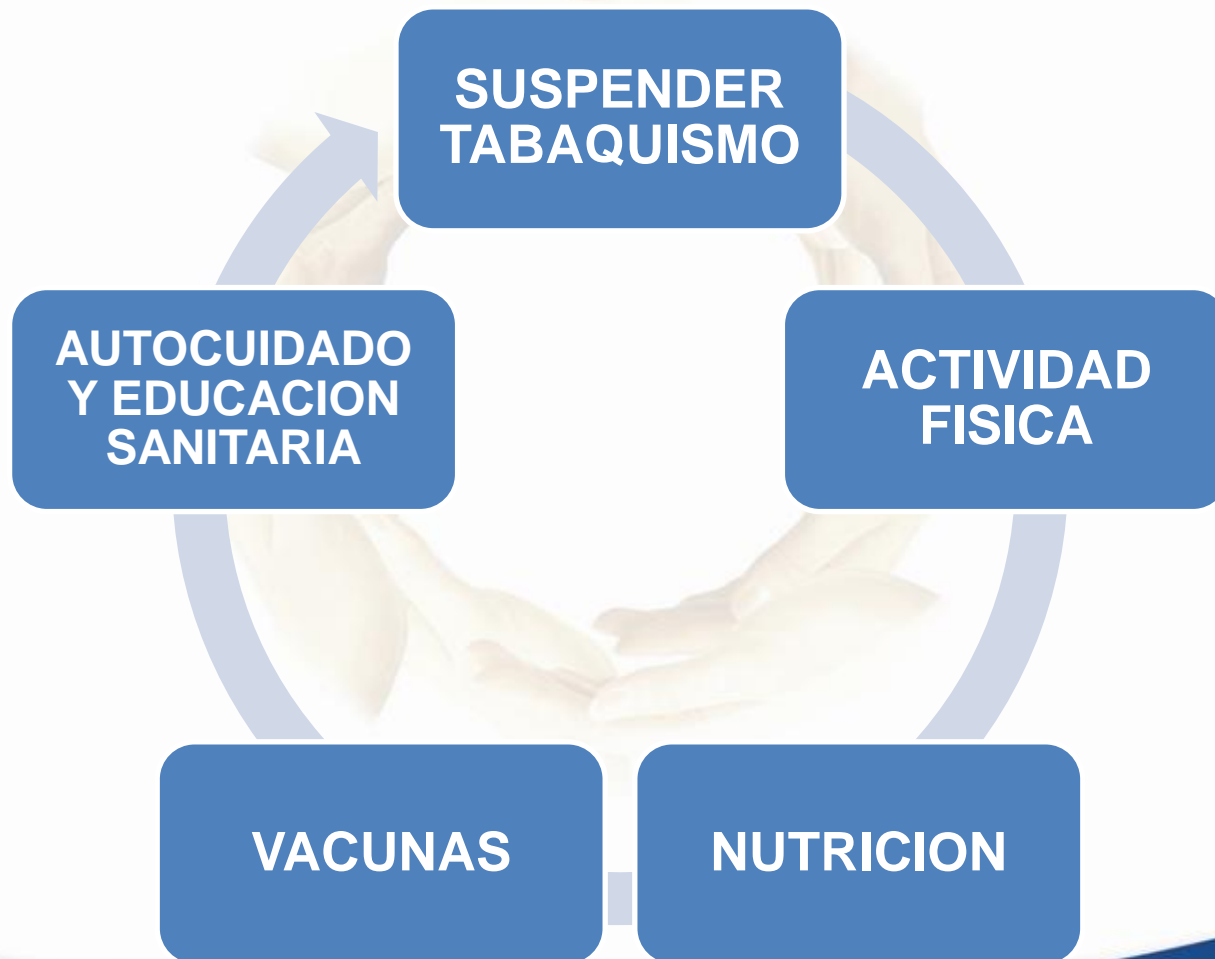 SUSPENDER
TABAQUISMO
ACTIVIDAD
FISICA
NUTRICION
VACUNAS
AUTOCUIDADO
Y EDUCACION
SANITARIA